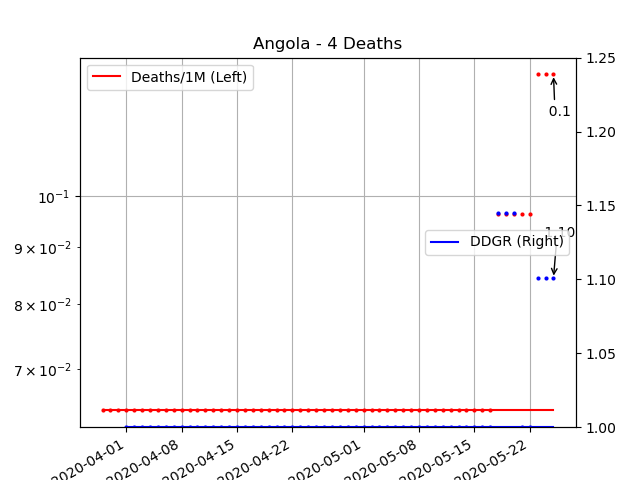 Angola - 4 Deaths
Deaths/1M (Left)
1.25
0.1
1.20
10⁻¹
1.15
1.10
DDGR (Right)
9 × 10⁻²
1.10
8 × 10⁻²
7 × 10⁻²
1.05
1.00
2020-04-01
2020-04-08
2020-04-15
2020-04-22
2020-05-01
2020-05-08
2020-05-15
2020-05-22